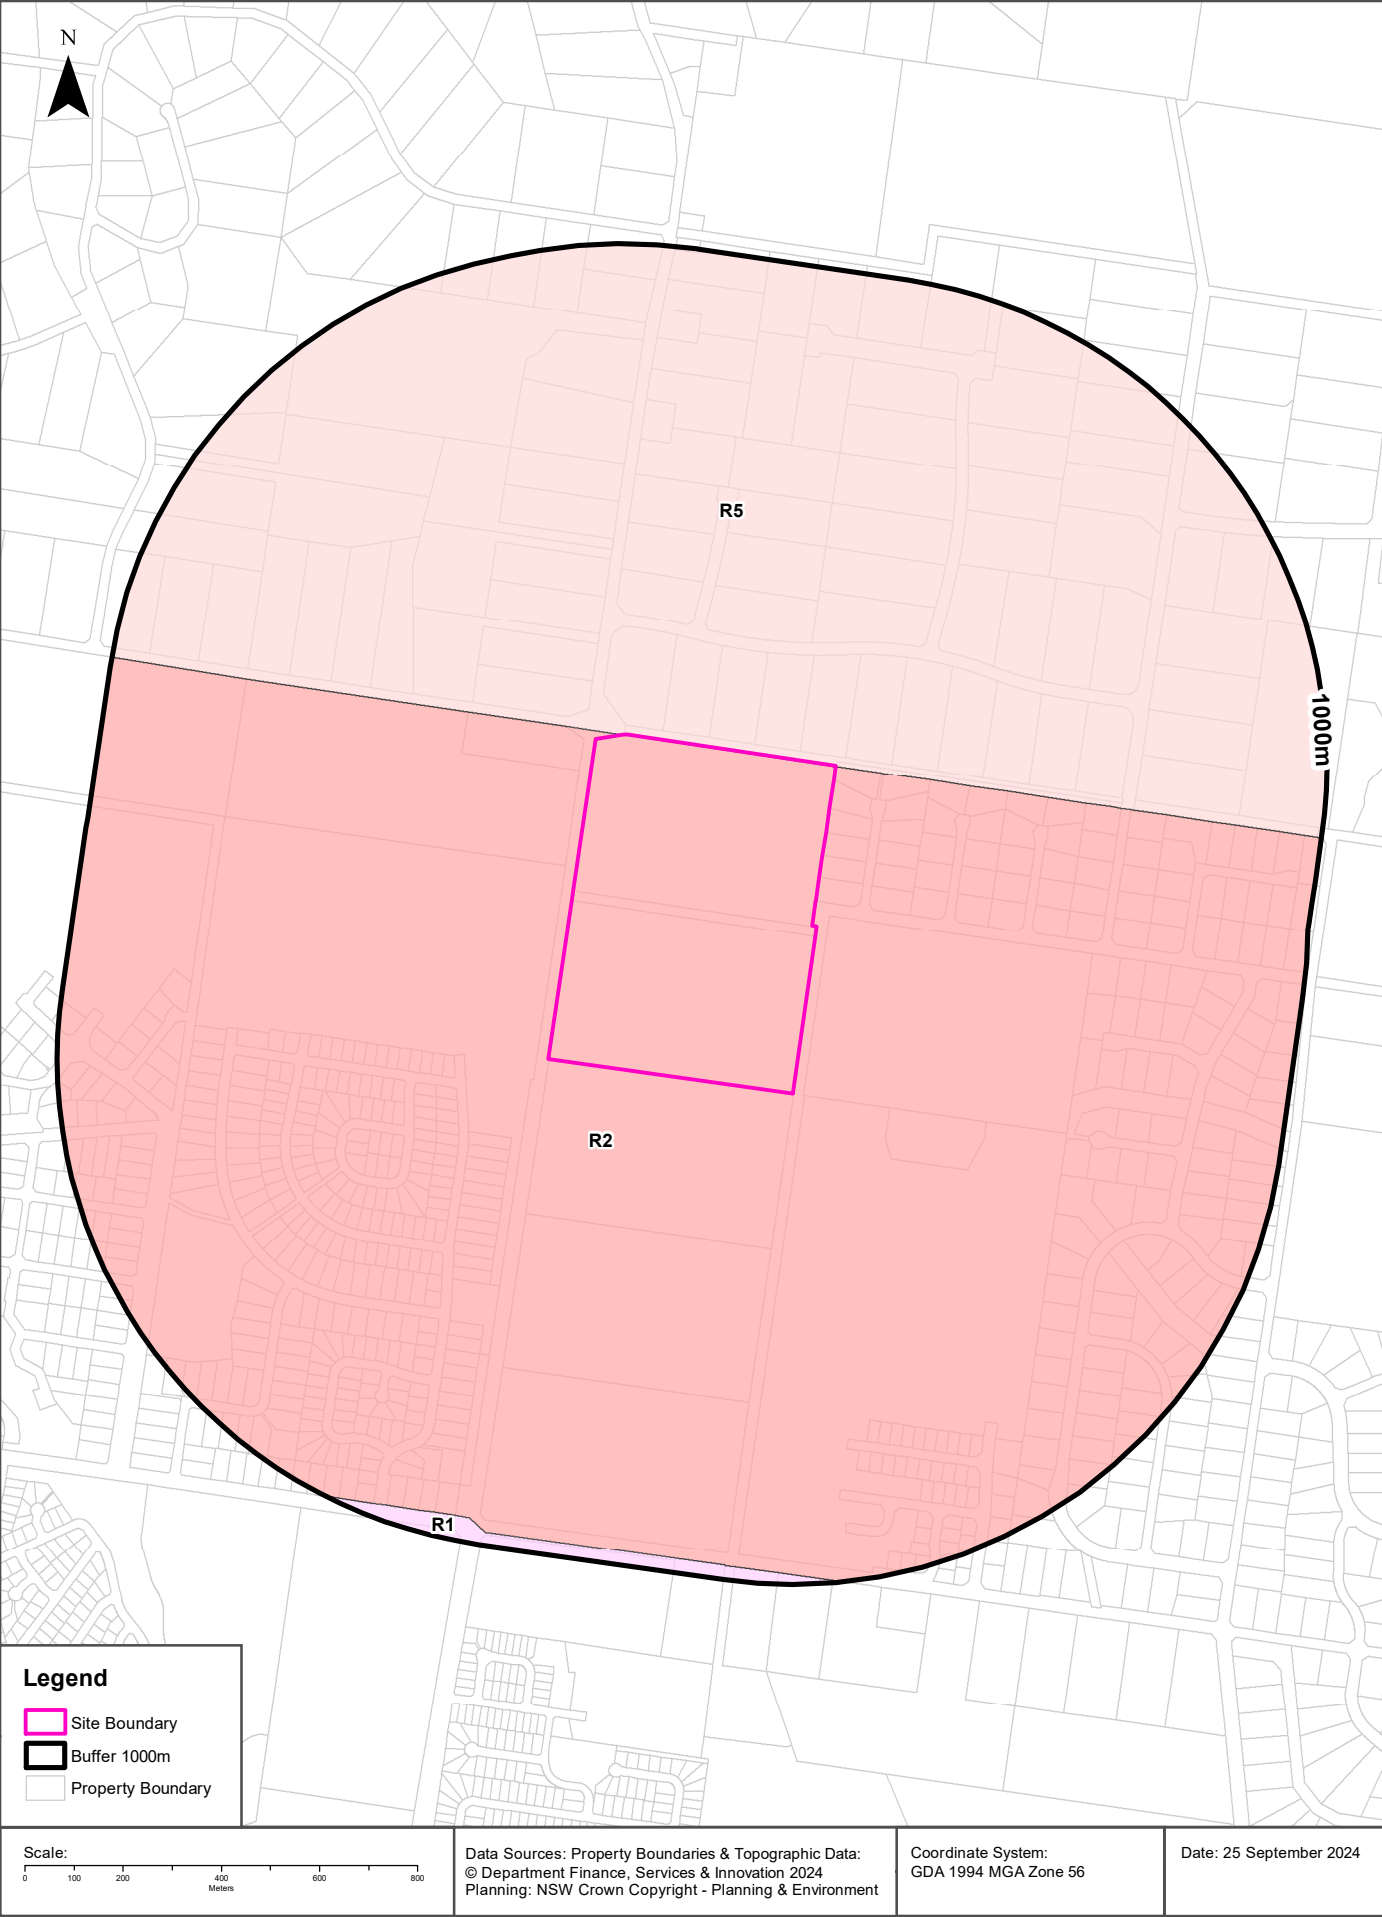 N
R5
1000m
R2
R1
Legend
Site Boundary
Buffer 1000m
Property Boundary
Scale:
0 100 200 400 600 800
Meters
Data Sources: Property Boundaries & Topographic Data:
© Department Finance, Services & Innovation 2024
Planning: NSW Crown Copyright - Planning & Environment
Coordinate System:
GDA 1994 MGA Zone 56
Date: 25 September 2024